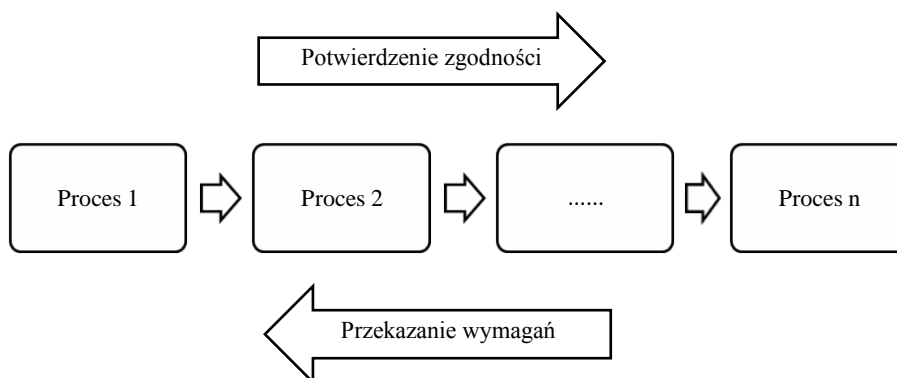 Potwierdzenie zgodności
Proces 1
Proces 2
......
Proces n
Przekazanie wymagań